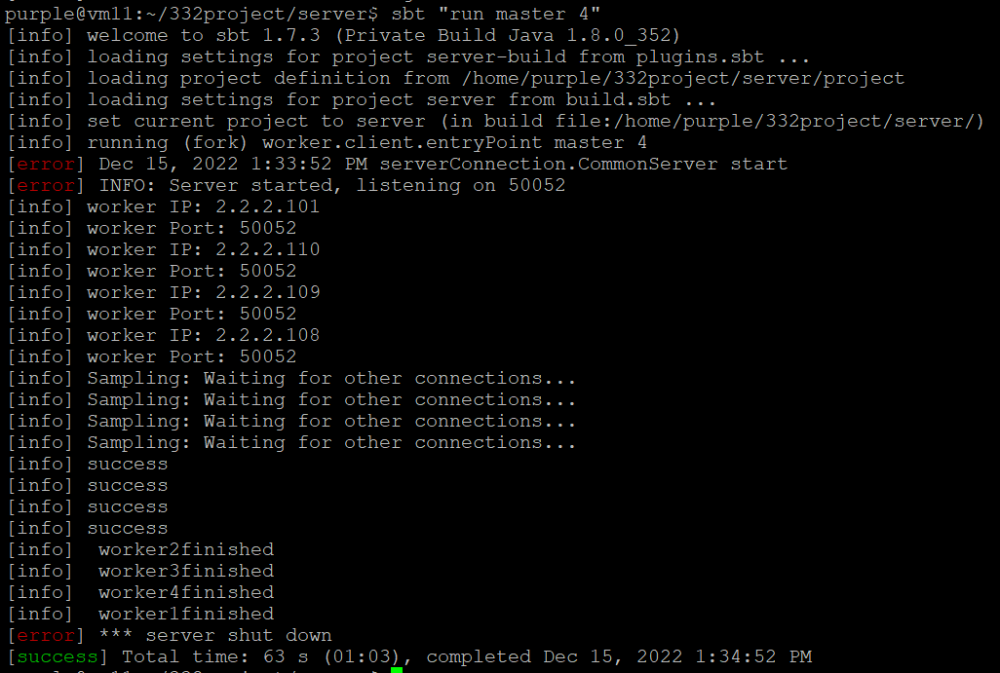 purple@vm11:~/332project/server$ sbt "run master 4"
[info] welcome to sbt 1.7.3 (Private Build Java 1.8.0_352)
[info] loading settings for project server-build from plugins.sbt ...
[info] loading project definition from /home/purple/332project/server/project
[info] loading settings for project server from build.sbt ...
[info] set current project to server (in build file:/home/purple/332project/server/)
[info] running (fork) worker.client.entryPoint master 4
[error] Dec 15, 2022 1:33:52 PM serverConnection.CommonServer start
[error] INFO: Server started, listening on 50052
[info] worker IP: 2.2.2.101
[info] worker Port: 50052
[info] worker IP: 2.2.2.110
[info] worker Port: 50052
[info] worker IP: 2.2.2.109
[info] worker Port: 50052
[info] worker IP: 2.2.2.108
[info] worker Port: 50052
[info] Sampling: Waiting for other connections...
[info] Sampling: Waiting for other connections...
[info] Sampling: Waiting for other connections...
[info] Sampling: Waiting for other connections...
[info] success
[info] success
[info] success
[info] success
[info]  worker2finished
[info]  worker3finished
[info]  worker4finished
[info]  worker1finished
[error] *** server shut down
[success] Total time: 63 s (01:03), completed Dec 15, 2022 1:34:52 PM